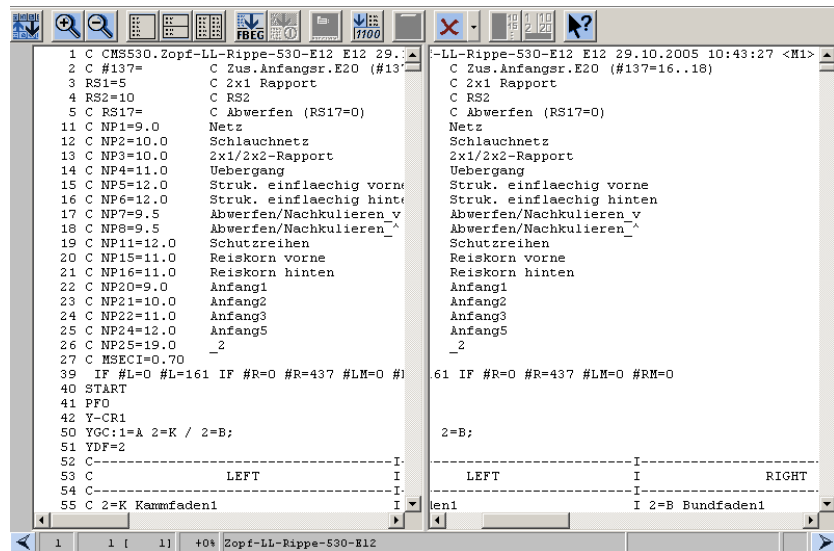 FBEG
1100
1 C CMS530.Zopf-LL-Rippe-530-E12 E12 29.
2 C #137= C Zus.Anfangsr.E20 (#13
3 RS1=5 C 2x1 Rapport
4 RS2=10 C RS2
5 C RS17= C Abwerfen (RS17=0)
11 C NP1=9.0 Netz
12 C NP2=10.0 Schlauchnetz
13 C NP3=10.0 2x1/2x2-Rapport
14 C NP4=11.0 Uebergang
15 C NP5=12.0 Struk. einflaechig vorne
16 C NP6=12.0 Struk. einflaechig hinte
17 C NP7=9.5 Abwerfen/Nachkulieren_v
18 C NP8=9.5 Abwerfen/Nachkulieren_^
19 C NP11=12.0 Schutzreihen
20 C NP15=11.0 Reiskorn vorne
21 C NP16=11.0 Reiskorn hinten
22 C NP20=9.0 Anfang1
23 C NP21=10.0 Anfang2
24 C NP22=11.0 Anfang3
25 C NP24=12.0 Anfang5
26 C NP25=19.0 _2
27 C MSECI=0.70
39 IF #L=0 #L=161 IF #R=0 #R=437 #LM=0
40 START
41 PF0
42 Y-CR1
50 YGC:1=A 2=K / 2=B;
51 YDF=2
52 C----------------------------------------I-
53 C LEFT I
54 C----------------------------------------I-
55 C 2=K Kammfaden1 I
-LL-Rippe-530-E12 E12 29.10.2005 10:43:27 <M1>
C Zus.Anfangsr.E20 (#137=16..18)
C 2x1 Rapport
C RS2
C Abwerfen (RS17=0)
Netz
Schlauchnetz
2x1/2x2-Rapport
Uebergang
Struk. einflaechig vorne
Struk. einflaechig hinten
Abwerfen/Nachkulieren_v
Abwerfen/Nachkulieren_^
Schutzreihen
Reiskorn vorne
Reiskorn hinten
Anfang1
Anfang2
Anfang3
Anfang5
_2
61 IF #R=0 #R=437 #LM=0 #RM=0
2=B;
---------------------------I---------------------------
LEFT I RIGHT
---------------------------I---------------------------
en1 I 2=B Bundfaden1
1 1 [ 1] +0% Zopf-LL-Rippe-530-E12